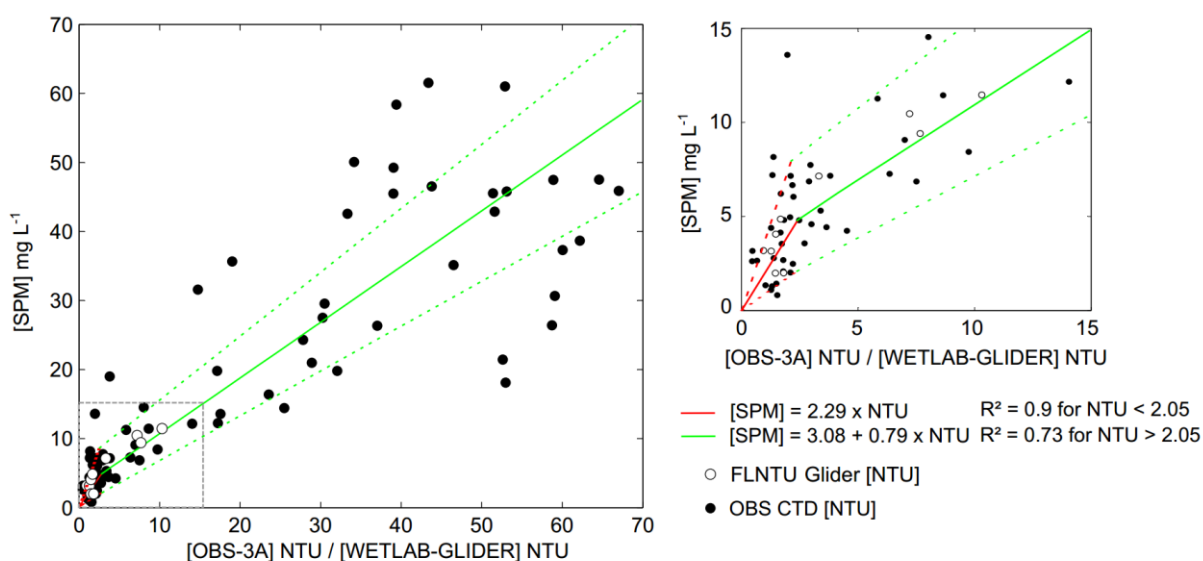 70
60
50
40
30
20
10
0
[SPM] mg L⁻¹
0 10 20 30 40 50 60 70
[OBS-3A] NTU / [WETLAB-GLIDER] NTU
15
10
5
0
[SPM] mg L⁻¹
0 5 10 15
[OBS-3A] NTU / [WETLAB-GLIDER] NTU
[SPM] = 2.29 x NTU R² = 0.9 for NTU < 2.05
[SPM] = 3.08 + 0.79 x NTU R² = 0.73 for NTU > 2.05
FLNTU Glider [NTU]
OBS CTD [NTU]